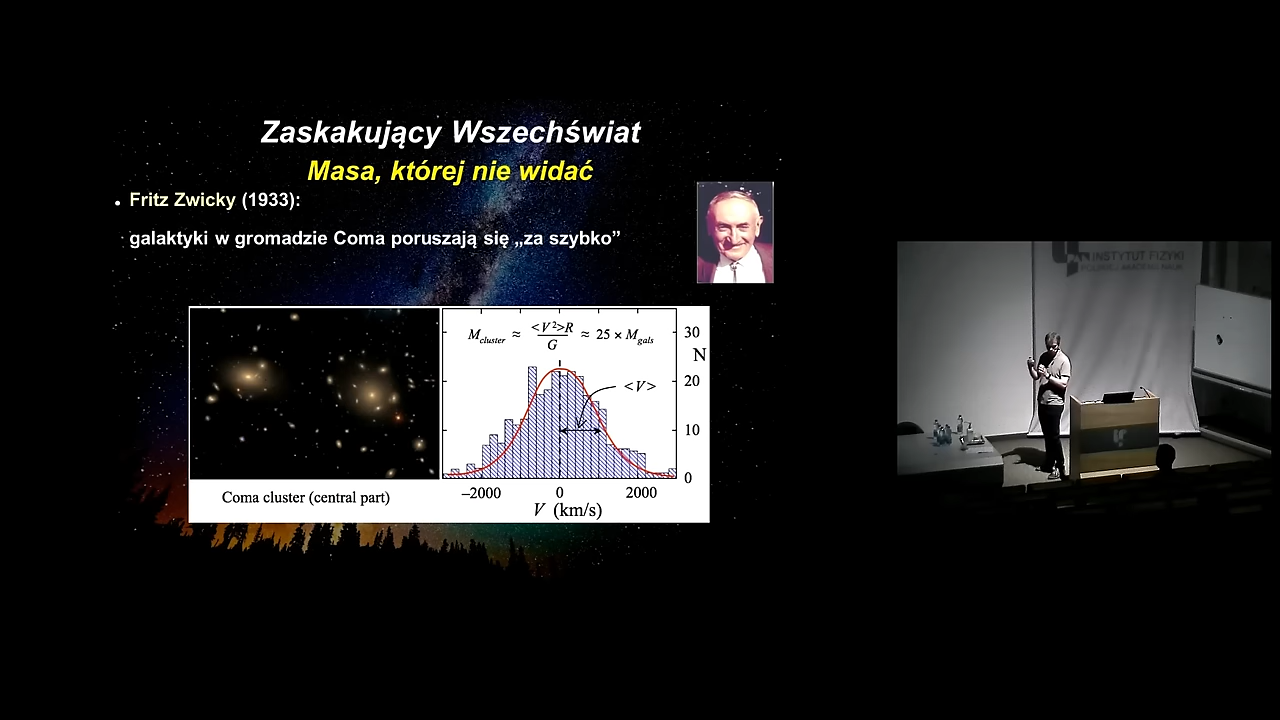 Zaskakujący Wszechświat
Masa, której nie widać
• Fritz Zwicky (1933):
galaktyki w gromadzie Coma poruszają się „za szybko”
M_cluster ≈ <V²>R / G ≈ 25 × M_gals
30
N
20
<V>
10
0
−2000 0 2000
V (km/s)
Coma cluster (central part)
INSTYTUT FIZYKI